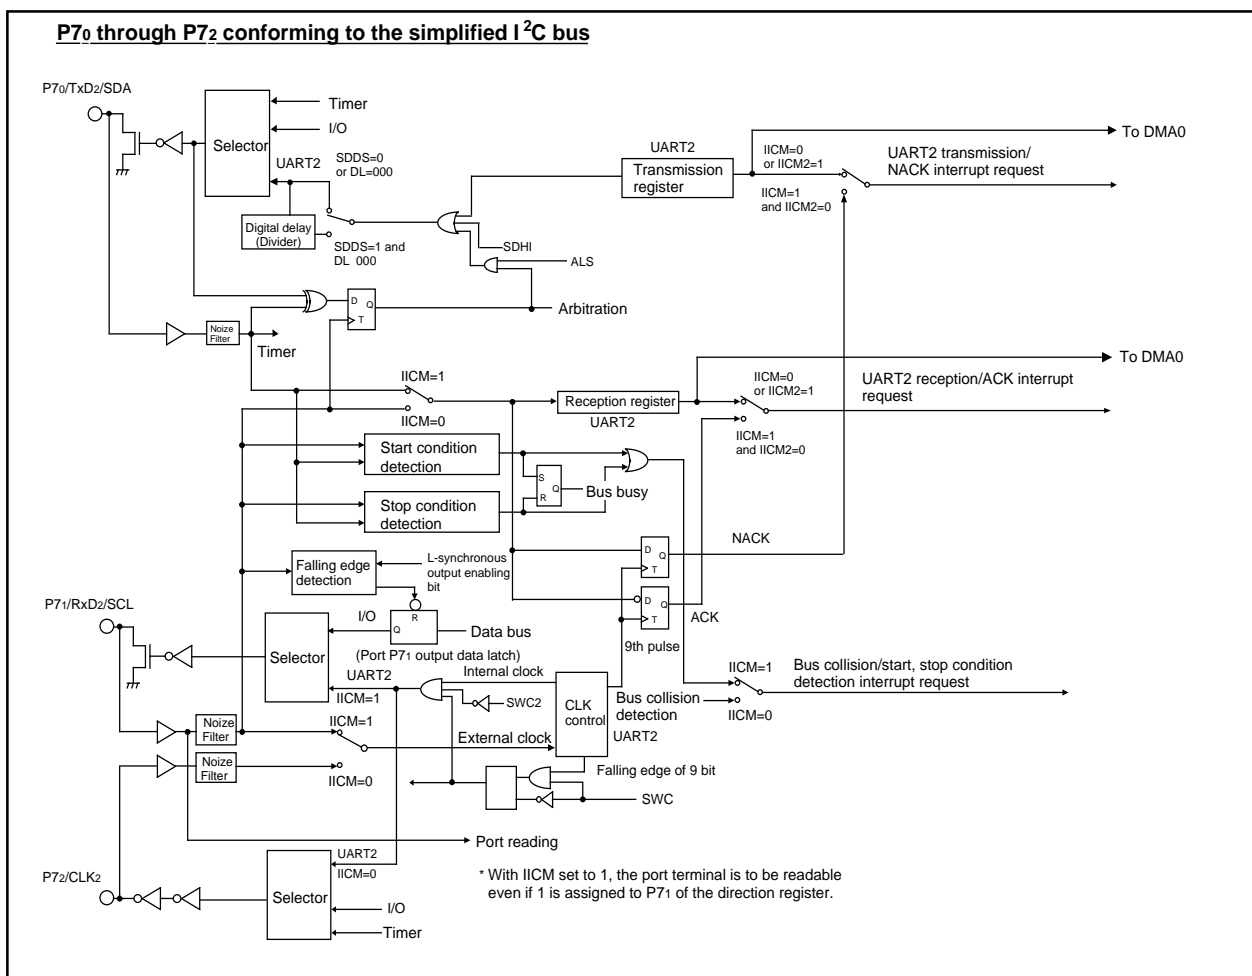 P70 through P72 conforming to the simplified I 2C bus
P70/TxD2/SDA
Timer
I/O
Selector
UART2
SDDS=0
or DL=000
Digital delay
(Divider)
SDDS=1 and
DL 000
UART2
Transmission
register
SDHI
ALS
IICM=0
or IICM2=1
IICM=1
and IICM2=0
To DMA0
UART2 transmission/
NACK interrupt request
D
Q
T
Arbitration
Noize
Filter
Timer
IICM=1
IICM=0
Reception register
UART2
IICM=0
or IICM2=1
IICM=1
and IICM2=0
To DMA0
UART2 reception/ACK interrupt
request
Start condition
detection
Stop condition
detection
S
R
Q
Bus busy
Falling edge
detection
L-synchronous
output enabling
bit
D
Q
T
NACK
D
Q
T
ACK
9th pulse
P71/RxD2/SCL
Selector
I/O
Q
R
Data bus
(Port P71 output data latch)
UART2
IICM=1
Internal clock
SWC2
CLK
control
UART2
Bus collision
detection
IICM=1
IICM=0
Bus collision/start, stop condition
detection interrupt request
Noize
Filter
IICM=1
External clock
Noize
Filter
IICM=0
Falling edge of 9 bit
SWC
Port reading
P72/CLK2
Selector
UART2
IICM=0
I/O
Timer
* With IICM set to 1, the port terminal is to be readable
even if 1 is assigned to P71 of the direction register.